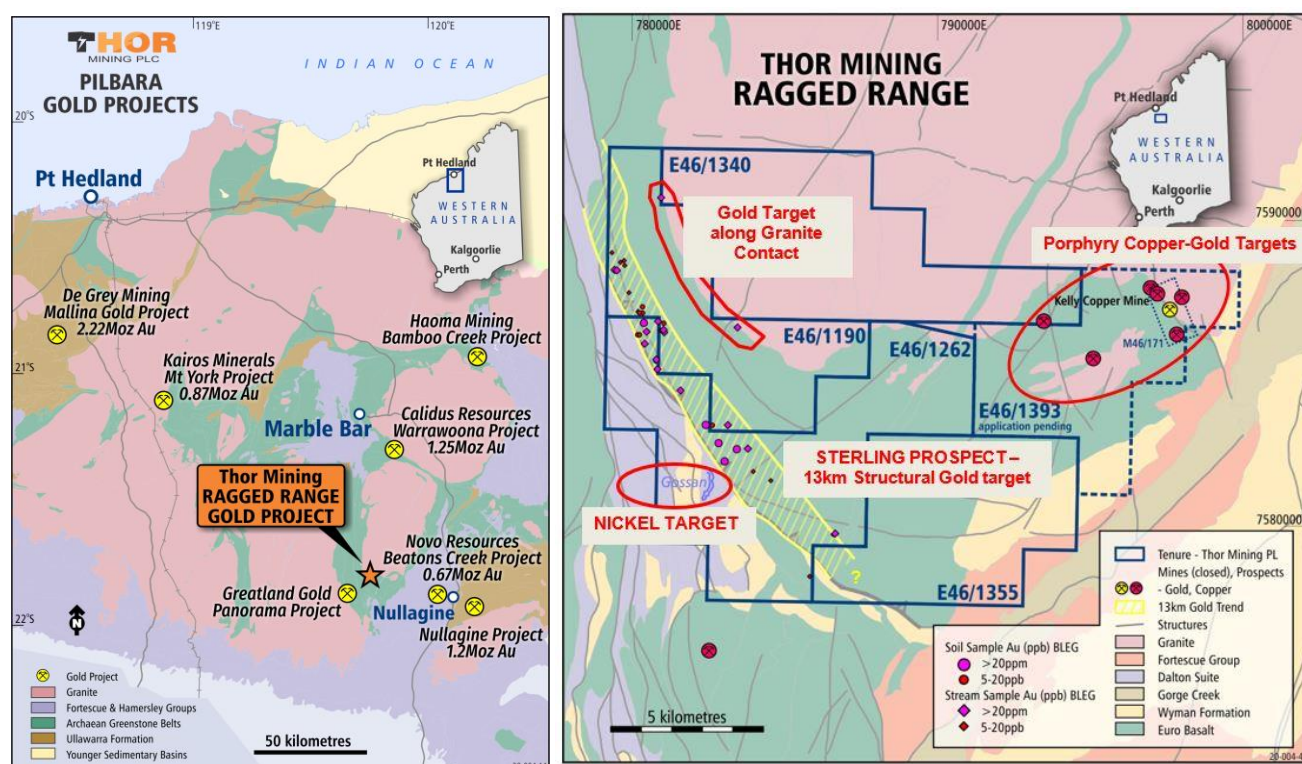 THOR
MINING PLC
PILBARA
GOLD PROJECTS
119°E
120°E
INDIAN OCEAN
20°S
21°S
22°S
Pt Hedland
Pt Hedland
WESTERN
AUSTRALIA
Kalgoorlie
Perth
De Grey Mining
Mallina Gold Project
2.22Moz Au
Haoma Mining
Bamboo Creek Project
Kairos Minerals
Mt York Project
0.87Moz Au
Marble Bar
Calidus Resources
Warrawoona Project
1.25Moz Au
Thor Mining
RAGGED RANGE
GOLD PROJECT
Novo Resources
Beatons Creek Project
0.67Moz Au
Greatland Gold
Panorama Project
Nullagine
Nullagine Project
1.2Moz Au
N
Gold Project
Granite
Fortescue & Hamersley Groups
Archaean Greenstone Belts
Ullawarra Formation
Younger Sedimentary Basins
50 kilometres
780000E
790000E
800000E
THOR MINING
RAGGED RANGE
Pt Hedland
WESTERN
AUSTRALIA
Kalgoorlie
Perth
7590000
E46/1340
Gold Target
along Granite
Contact
Porphyry Copper-Gold Targets
Kelly Copper Mine
M46/171
E46/1190
E46/1262
E46/1393
application pending
STERLING PROSPECT–
13km Structural Gold target
Gossan
NICKEL TARGET
7580000
?
E46/1355
Tenure - Thor Mining PL
Mines (closed), Prospects
- Gold, Copper
13km Gold Trend
Structures
Granite
Fortescue Group
Dalton Suite
Gorge Creek
Wyman Formation
Euro Basalt
Soil Sample Au (ppb) BLEG
>20ppm
5-20ppb
Stream Sample Au (ppb) BLEG
>20ppm
5-20ppb
5 kilometres